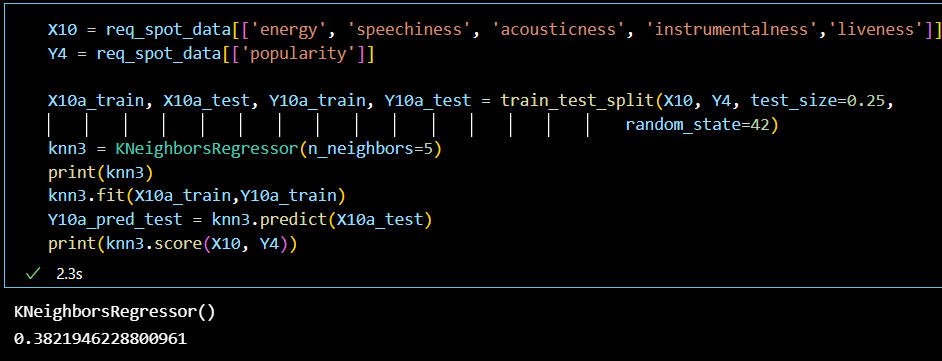 X10 = req_spot_data[['energy', 'speechiness', 'acousticness', 'instrumentalness','liveness']]
Y4 = req_spot_data[['popularity']]
X10a_train, X10a_test, Y10a_train, Y10a_test = train_test_split(X10, Y4, test_size=0.25,
random_state=42)
knn3 = KNeighborsRegressor(n_neighbors=5)
print(knn3)
knn3.fit(X10a_train,Y10a_train)
Y10a_pred_test = knn3.predict(X10a_test)
print(knn3.score(X10, Y4))
✓ 2.3s
KNeighborsRegressor()
0.3821946228800961